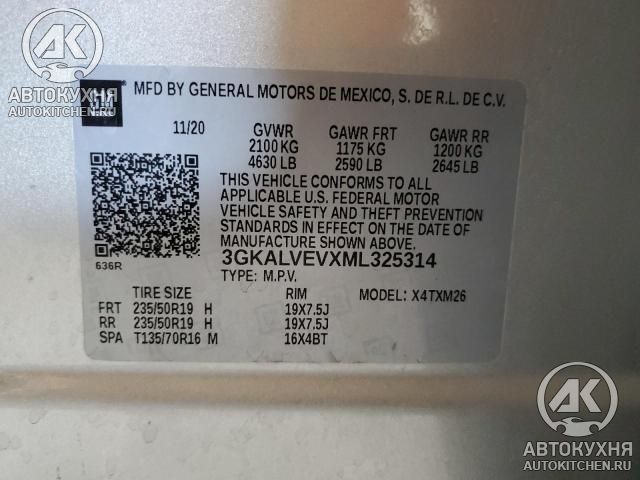 АВТОКУХНЯ
AUTOKITCHEN.RU
MFD BY GENERAL MOTORS DE MEXICO, S. DE R.L. DE C.V.
11/20 GVWR GAWR FRT GAWR RR
2100 KG 1175 KG 1200 KG
4630 LB 2590 LB 2645 LB
THIS VEHICLE CONFORMS TO ALL
APPLICABLE U.S. FEDERAL MOTOR
VEHICLE SAFETY AND THEFT PREVENTION
STANDARDS IN EFFECT ON THE DATE OF
MANUFACTURE SHOWN ABOVE.
636R 3GKALVEVXML325314
TYPE: M.P.V.
TIRE SIZE RIM MODEL: X4TXM26
FRT 235/50R19 H 19X7.5J
RR 235/50R19 H 19X7.5J
SPA T135/70R16 M 16X4BT
АК
АВТОКУХНЯ
AUTOKITCHEN.RU